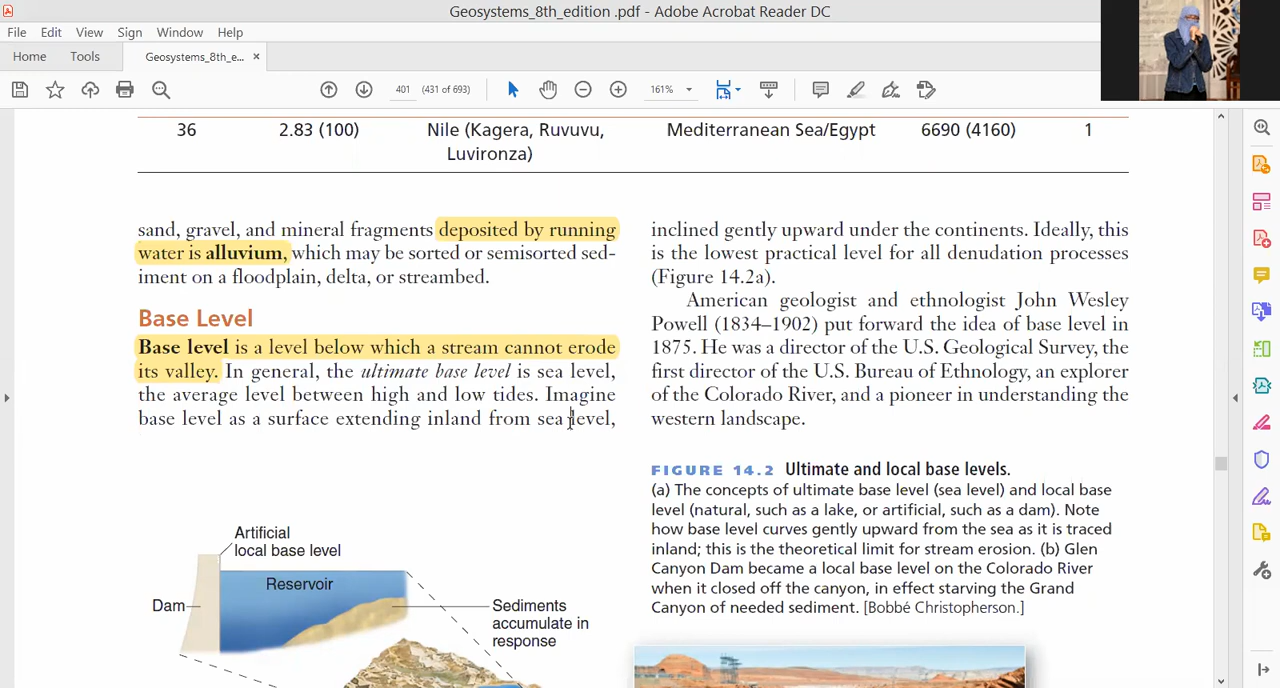 Geosystems_8th_edition .pdf - Adobe Acrobat Reader DC
File Edit View Sign Window Help
Home Tools Geosystems_8th_e... ×
401 (431 of 693) 161%
36 2.83 (100) Nile (Kagera, Ruvuvu, Mediterranean Sea/Egypt 6690 (4160) 1
Luvironza)
sand, gravel, and mineral fragments deposited by running
water is alluvium, which may be sorted or semisorted sed-
iment on a floodplain, delta, or streambed.
Base Level
Base level is a level below which a stream cannot erode
its valley. In general, the ultimate base level is sea level,
the average level between high and low tides. Imagine
base level as a surface extending inland from sea level,
inclined gently upward under the continents. Ideally, this
is the lowest practical level for all denudation processes
(Figure 14.2a).
American geologist and ethnologist John Wesley
Powell (1834–1902) put forward the idea of base level in
1875. He was a director of the U.S. Geological Survey, the
first director of the U.S. Bureau of Ethnology, an explorer
of the Colorado River, and a pioneer in understanding the
western landscape.
FIGURE 14.2 Ultimate and local base levels.
(a) The concepts of ultimate base level (sea level) and local base
level (natural, such as a lake, or artificial, such as a dam). Note
how base level curves gently upward from the sea as it is traced
inland; this is the theoretical limit for stream erosion. (b) Glen
Canyon Dam became a local base level on the Colorado River
when it closed off the canyon, in effect starving the Grand
Canyon of needed sediment. [Bobbé Christopherson.]
Artificial
local base level
Reservoir
Dam
Sediments
accumulate in
response